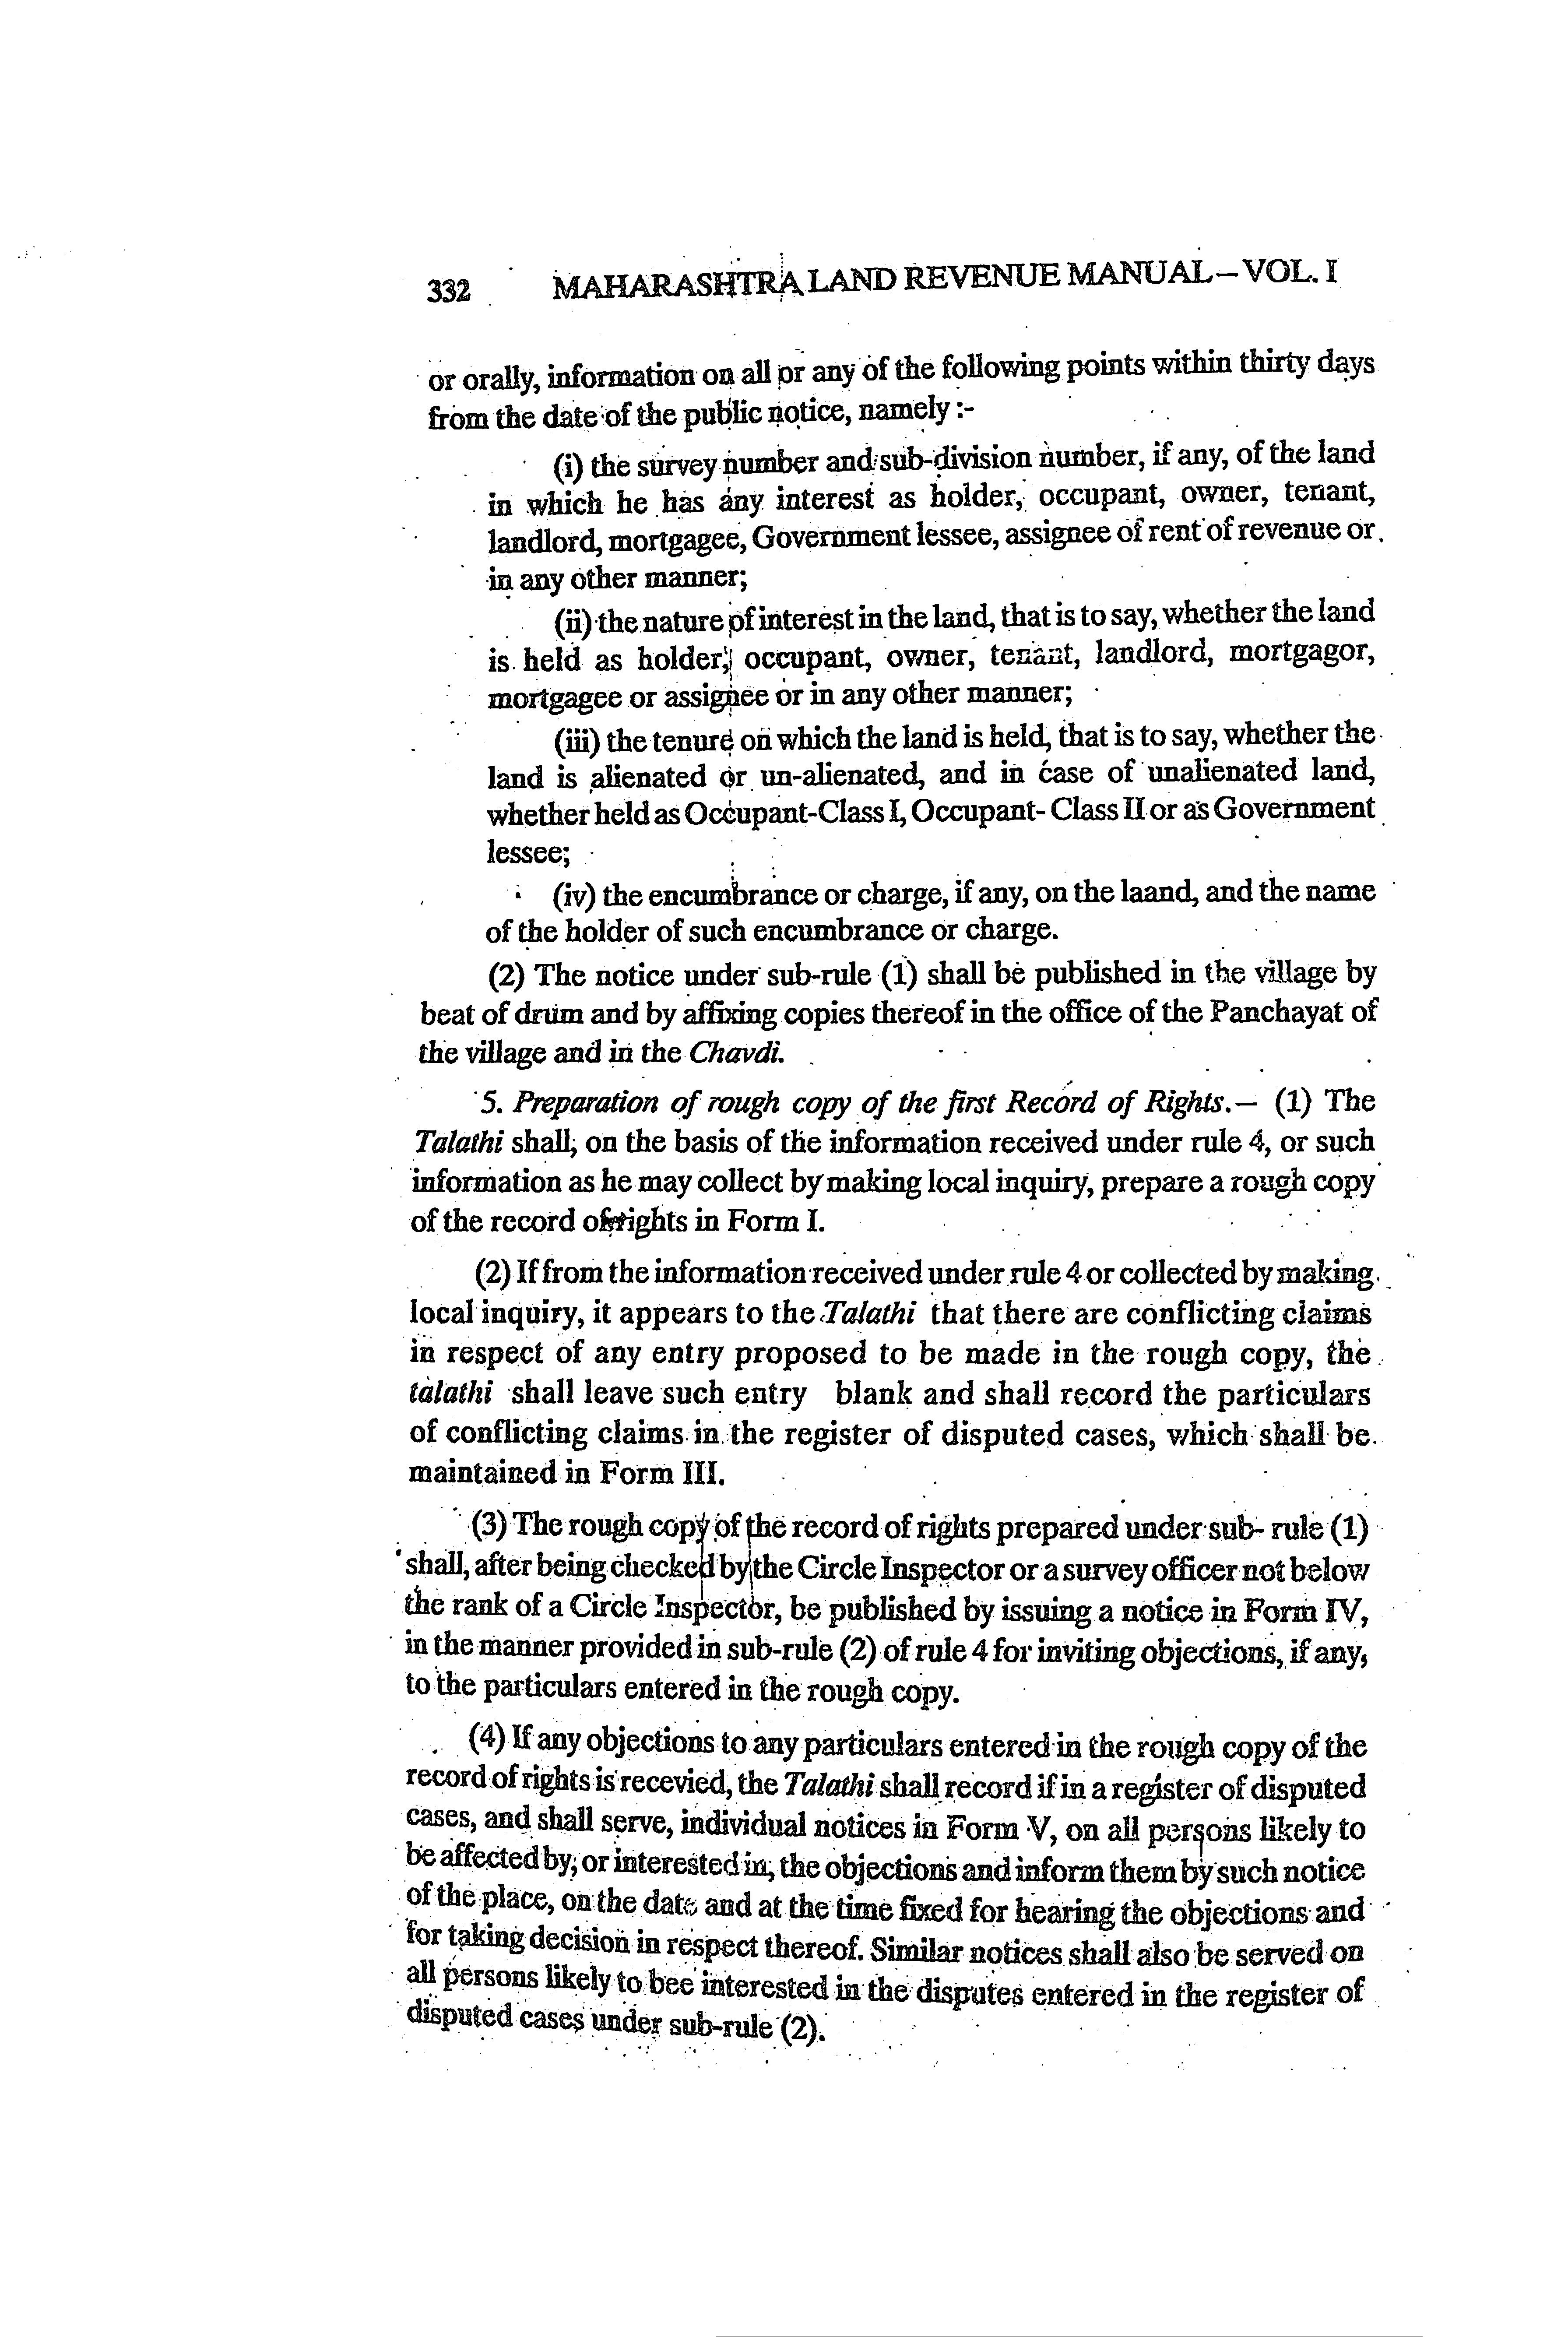 332 MAHARASHTRA LAND REVENUE MANUAL – VOL. I
or orally, information on all or any of the following points within thirty days
from the date of the public notice, namely :-
(i) the survey number and sub-division number, if any, of the land
in which he has any interest as holder, occupant, owner, tenant,
landlord, mortgagee, Government lessee, assignee of rent of revenue or
in any other manner;
(ii) the nature of interest in the land, that is to say, whether the land
is held as holder, occupant, owner, tenant, landlord, mortgagor,
mortgagee or assignee or in any other manner;
(iii) the tenure on which the land is held, that is to say, whether the
land is alienated or un-alienated, and in case of unalienated land,
whether held as Occupant-Class I, Occupant- Class II or as Government
lessee;
(iv) the encumbrance or charge, if any, on the laand, and the name
of the holder of such encumbrance or charge.
(2) The notice under sub-rule (1) shall be published in the village by
beat of drum and by affixing copies thereof in the office of the Panchayat of
the village and in the Chavdi.
5. Preparation of rough copy of the first Record of Rights.— (1) The
Talathi shall, on the basis of the information received under rule 4, or such
information as he may collect by making local inquiry, prepare a rough copy
of the record of rights in Form I.
(2) If from the information received under rule 4 or collected by making
local inquiry, it appears to the Talathi that there are conflicting claims
in respect of any entry proposed to be made in the rough copy, the
talathi shall leave such entry blank and shall record the particulars
of conflicting claims in the register of disputed cases, which shall be
maintained in Form III.
(3) The rough copy of the record of rights prepared under sub- rule (1)
shall, after being checked by the Circle Inspector or a survey officer not below
the rank of a Circle Inspector, be published by issuing a notice in Form IV,
in the manner provided in sub-rule (2) of rule 4 for inviting objections, if any,
to the particulars entered in the rough copy.
(4) If any objections to any particulars entered in the rough copy of the
record of rights is recevied, the Talathi shall record if in a register of disputed
cases, and shall serve, individual notices in Form V, on all persons likely to
be affected by, or interested in, the objections and inform them by such notice
of the place, on the date and at the time fixed for hearing the objections and
for taking decision in respect thereof. Similar notices shall also be served on
all persons likely to bee interested in the disputes entered in the register of
disputed cases under sub-rule (2).